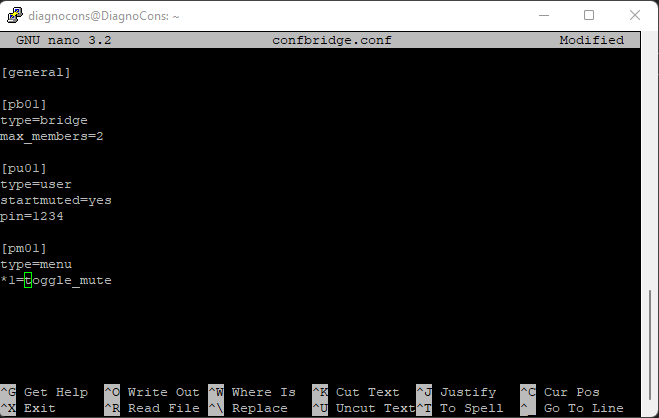 diagnocons@DiagnoCons: ~
GNU nano 3.2 confbridge.conf Modified
[general]
[pb01]
type=bridge
max_members=2
[pu01]
type=user
startmuted=yes
pin=1234
[pm01]
type=menu
*1=toggle_mute
^G Get Help ^O Write Out ^W Where Is ^K Cut Text ^J Justify ^C Cur Pos
^X Exit ^R Read File ^\ Replace ^U Uncut Text ^T To Spell ^_ Go To Line